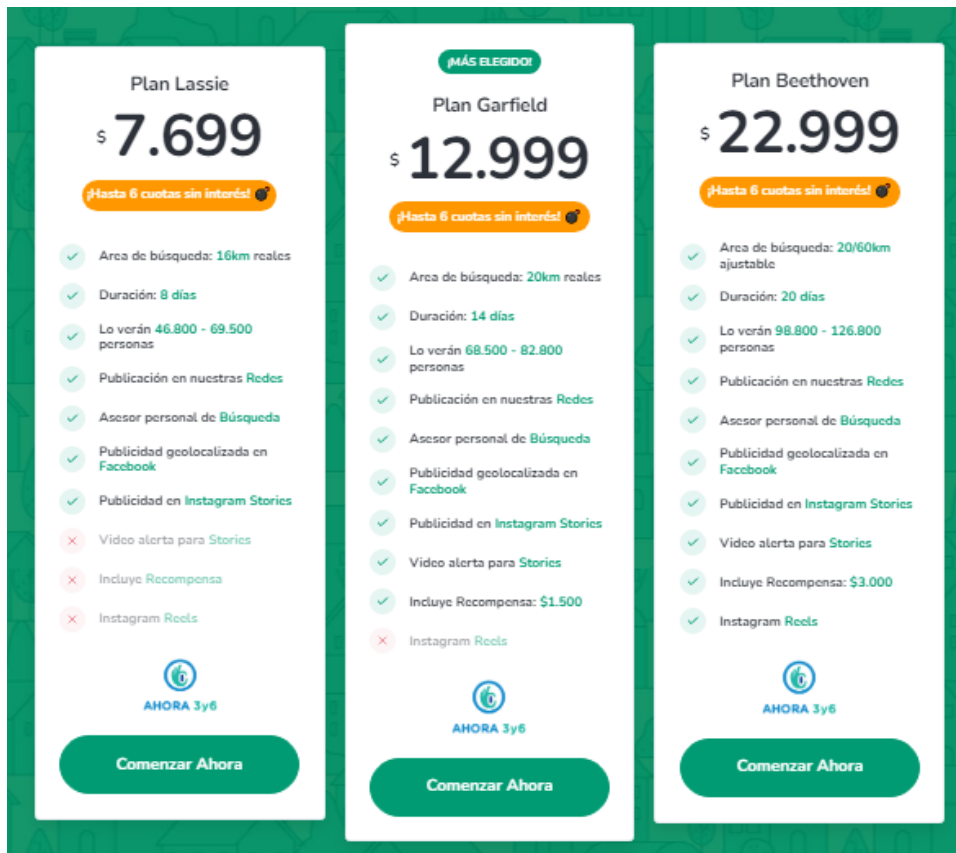 Plan Lassie
$ 7.699
¡Hasta 6 cuotas sin interés! 💣
Area de búsqueda: 16km reales
Duración: 8 días
Lo verán 46.800 - 69.500
personas
Publicación en nuestras Redes
Asesor personal de Búsqueda
Publicidad geolocalizada en
Facebook
Publicidad en Instagram Stories
Video alerta para Stories
Incluye Recompensa
Instagram Reels
AHORA 3y6
Comenzar Ahora
¡MÁS ELEGIDO!
Plan Garfield
$ 12.999
¡Hasta 6 cuotas sin interés! 💣
Area de búsqueda: 20km reales
Duración: 14 días
Lo verán 68.500 - 82.800
personas
Publicación en nuestras Redes
Asesor personal de Búsqueda
Publicidad geolocalizada en
Facebook
Publicidad en Instagram Stories
Video alerta para Stories
Incluye Recompensa: $1.500
Instagram Reels
AHORA 3y6
Comenzar Ahora
Plan Beethoven
$ 22.999
¡Hasta 6 cuotas sin interés! 💣
Area de búsqueda: 20/60km
ajustable
Duración: 20 días
Lo verán 98.800 - 126.800
personas
Publicación en nuestras Redes
Asesor personal de Búsqueda
Publicidad geolocalizada en
Facebook
Publicidad en Instagram Stories
Video alerta para Stories
Incluye Recompensa: $3.000
Instagram Reels
AHORA 3y6
Comenzar Ahora